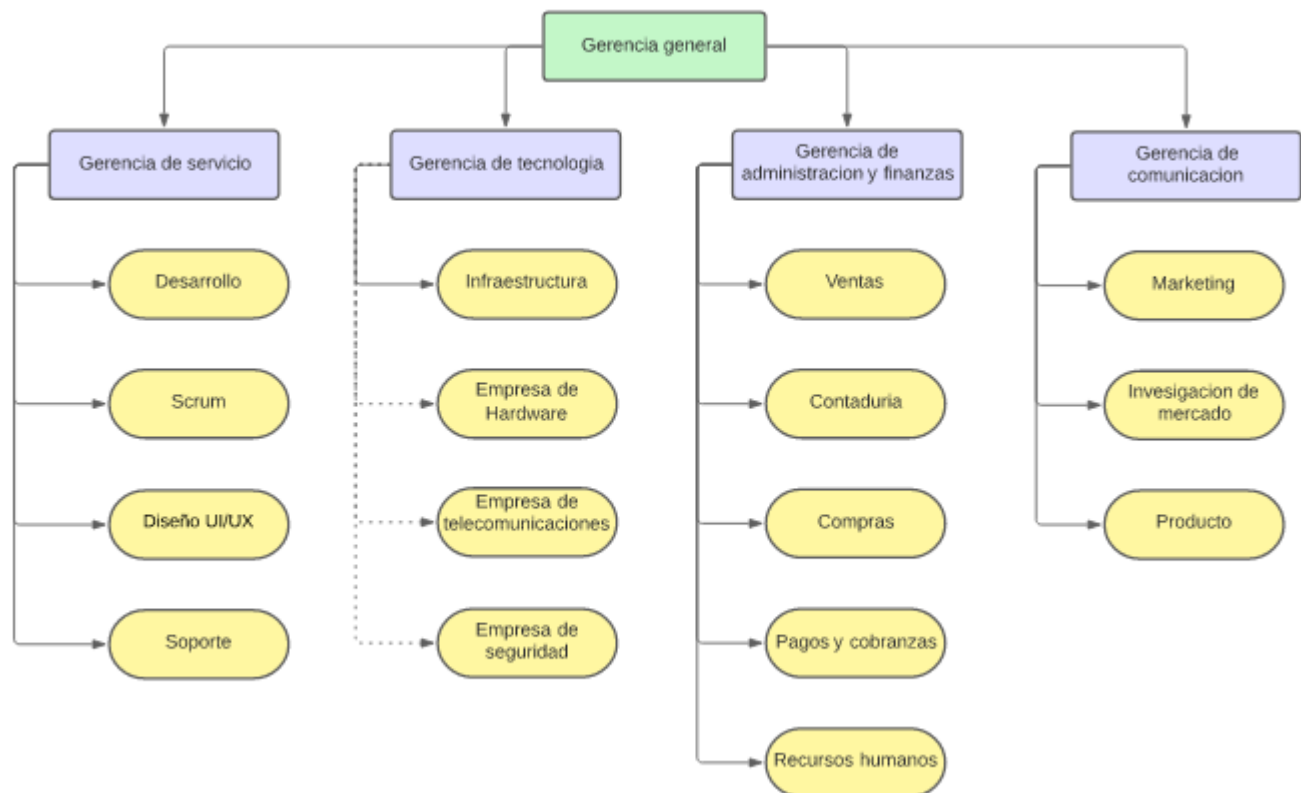 Gerencia general
Gerencia de servicio
Gerencia de tecnologia
Gerencia de
administracion y finanzas
Gerencia de
comunicacion
Desarrollo
Infraestructura
Ventas
Marketing
Scrum
Empresa de
Hardware
Contaduria
Invesigacion de
mercado
Diseño UI/UX
Empresa de
telecomunicaciones
Compras
Producto
Soporte
Empresa de
seguridad
Pagos y cobranzas
Recursos humanos